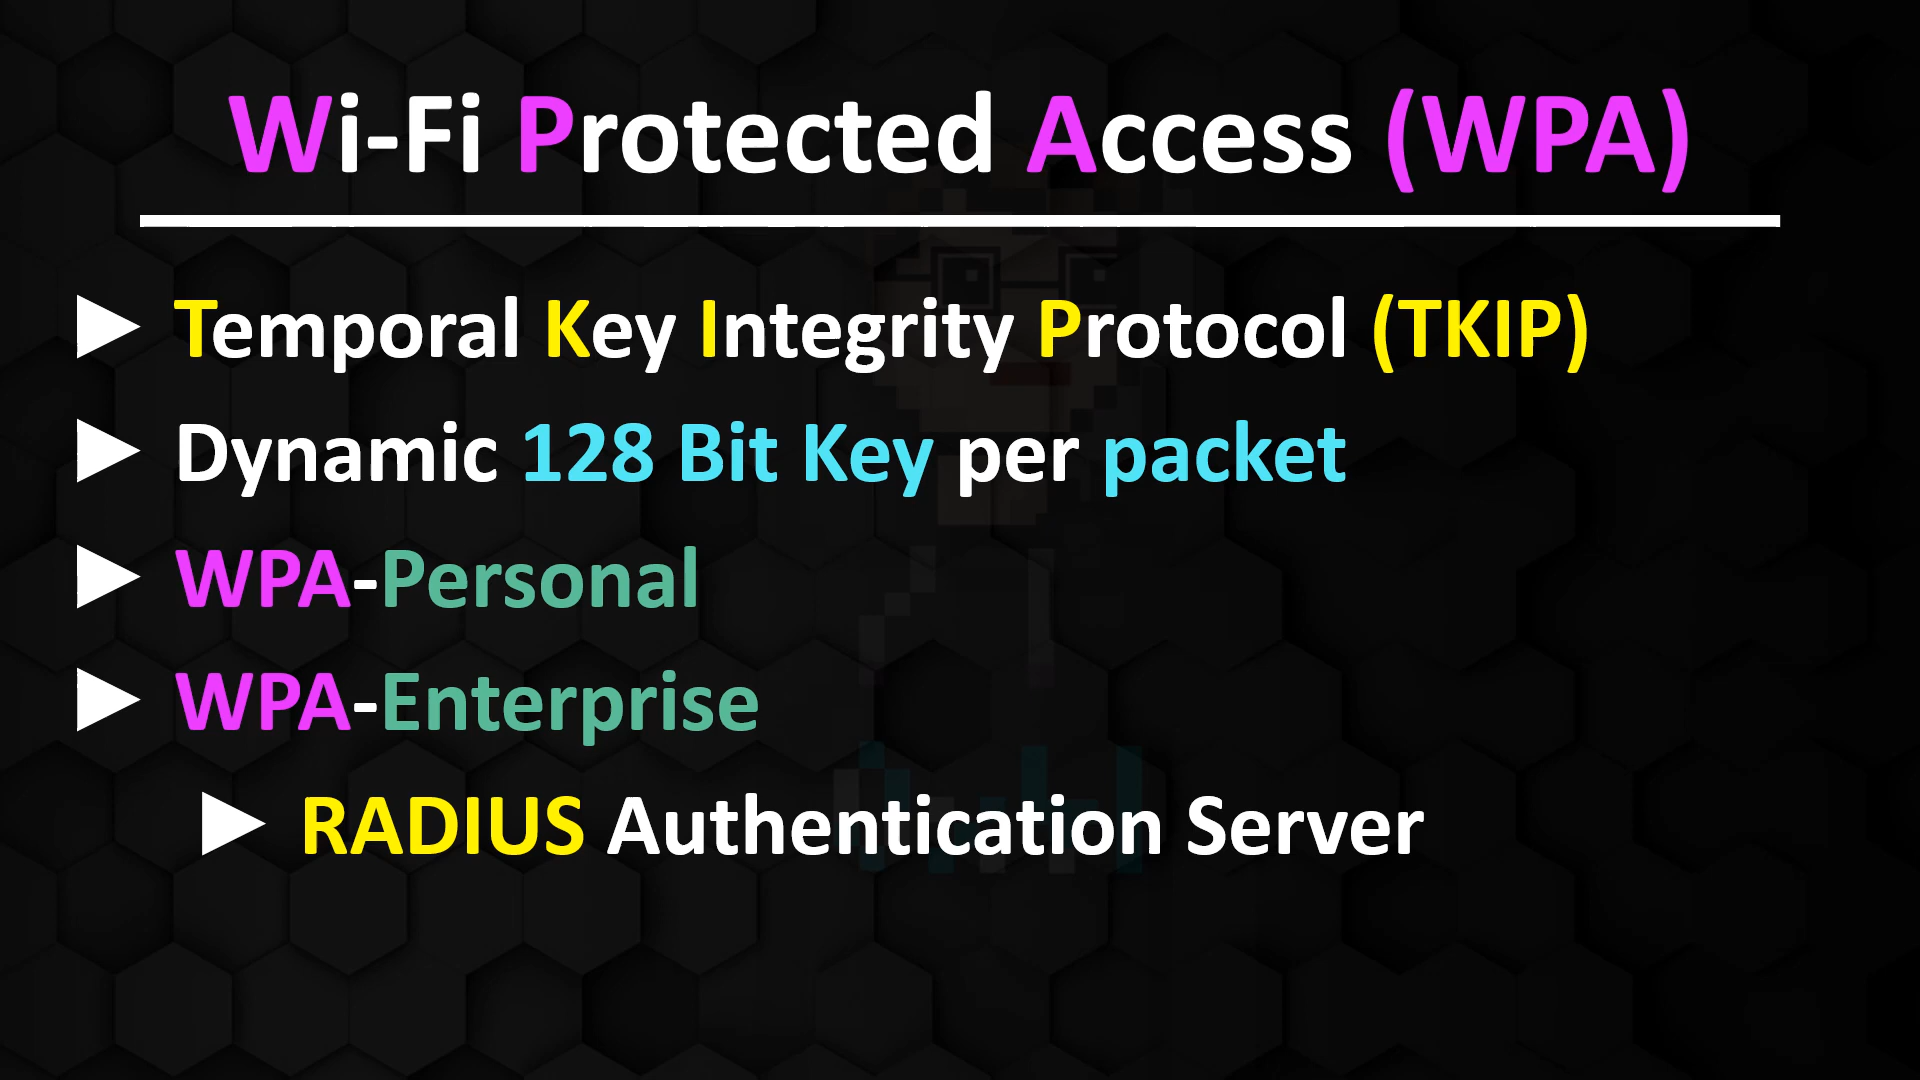 Wi-Fi Protected Access (WPA)
Temporal Key Integrity Protocol (TKIP)
Dynamic 128 Bit Key per packet
WPA-Personal
WPA-Enterprise
RADIUS Authentication Server